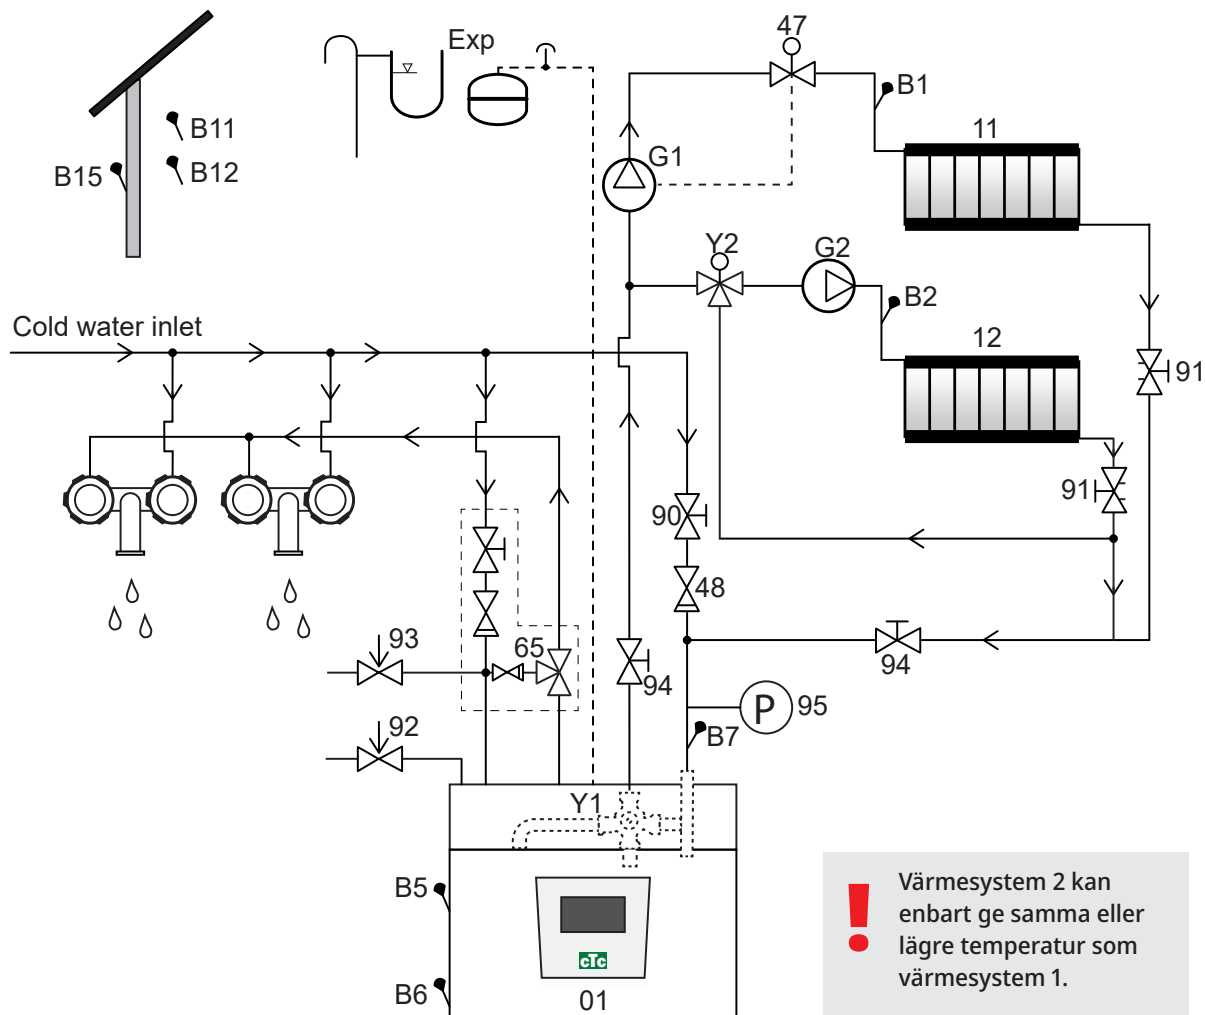 47
Exp
B1
11
B11
G1
B12
B15
Y2
G2
B2
Cold water inlet
12
91
91
90
48
93
65
94
94
P
95
B7
92
Y1
B5
cTc
B6
01
!
Värmesystem 2 kan
enbart ge samma eller
lägre temperatur som
värmesystem 1.